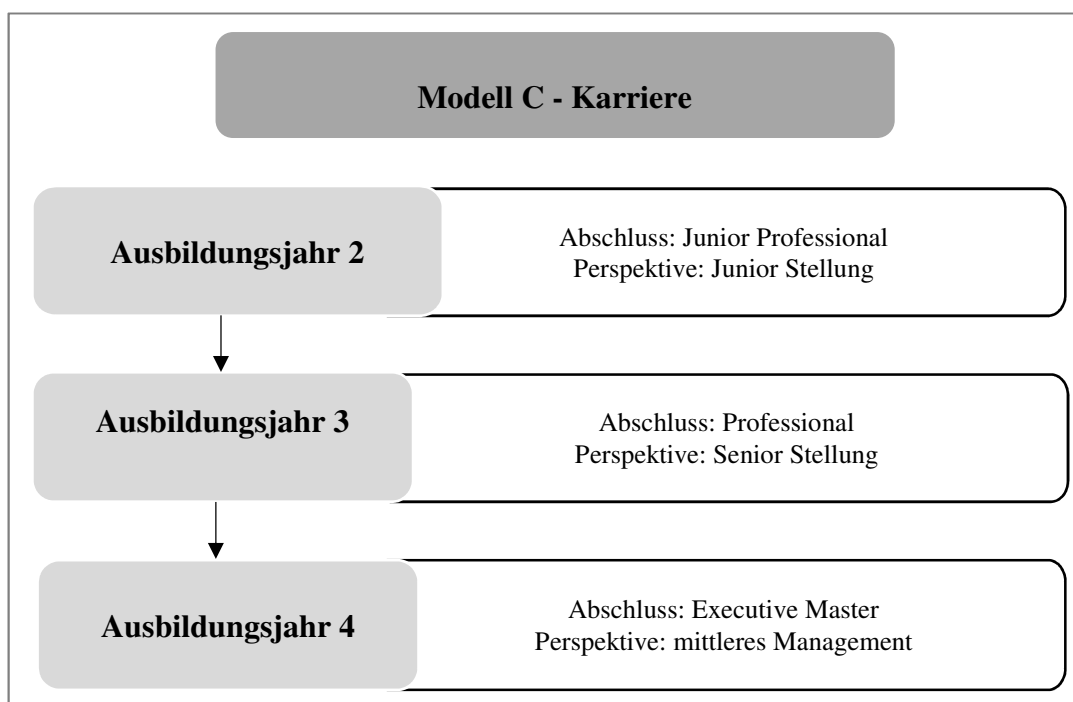 Modell C - Karriere
Ausbildungsjahr 2
Abschluss: Junior Professional
Perspektive: Junior Stellung
Ausbildungsjahr 3
Abschluss: Professional
Perspektive: Senior Stellung
Ausbildungsjahr 4
Abschluss: Executive Master
Perspektive: mittleres Management